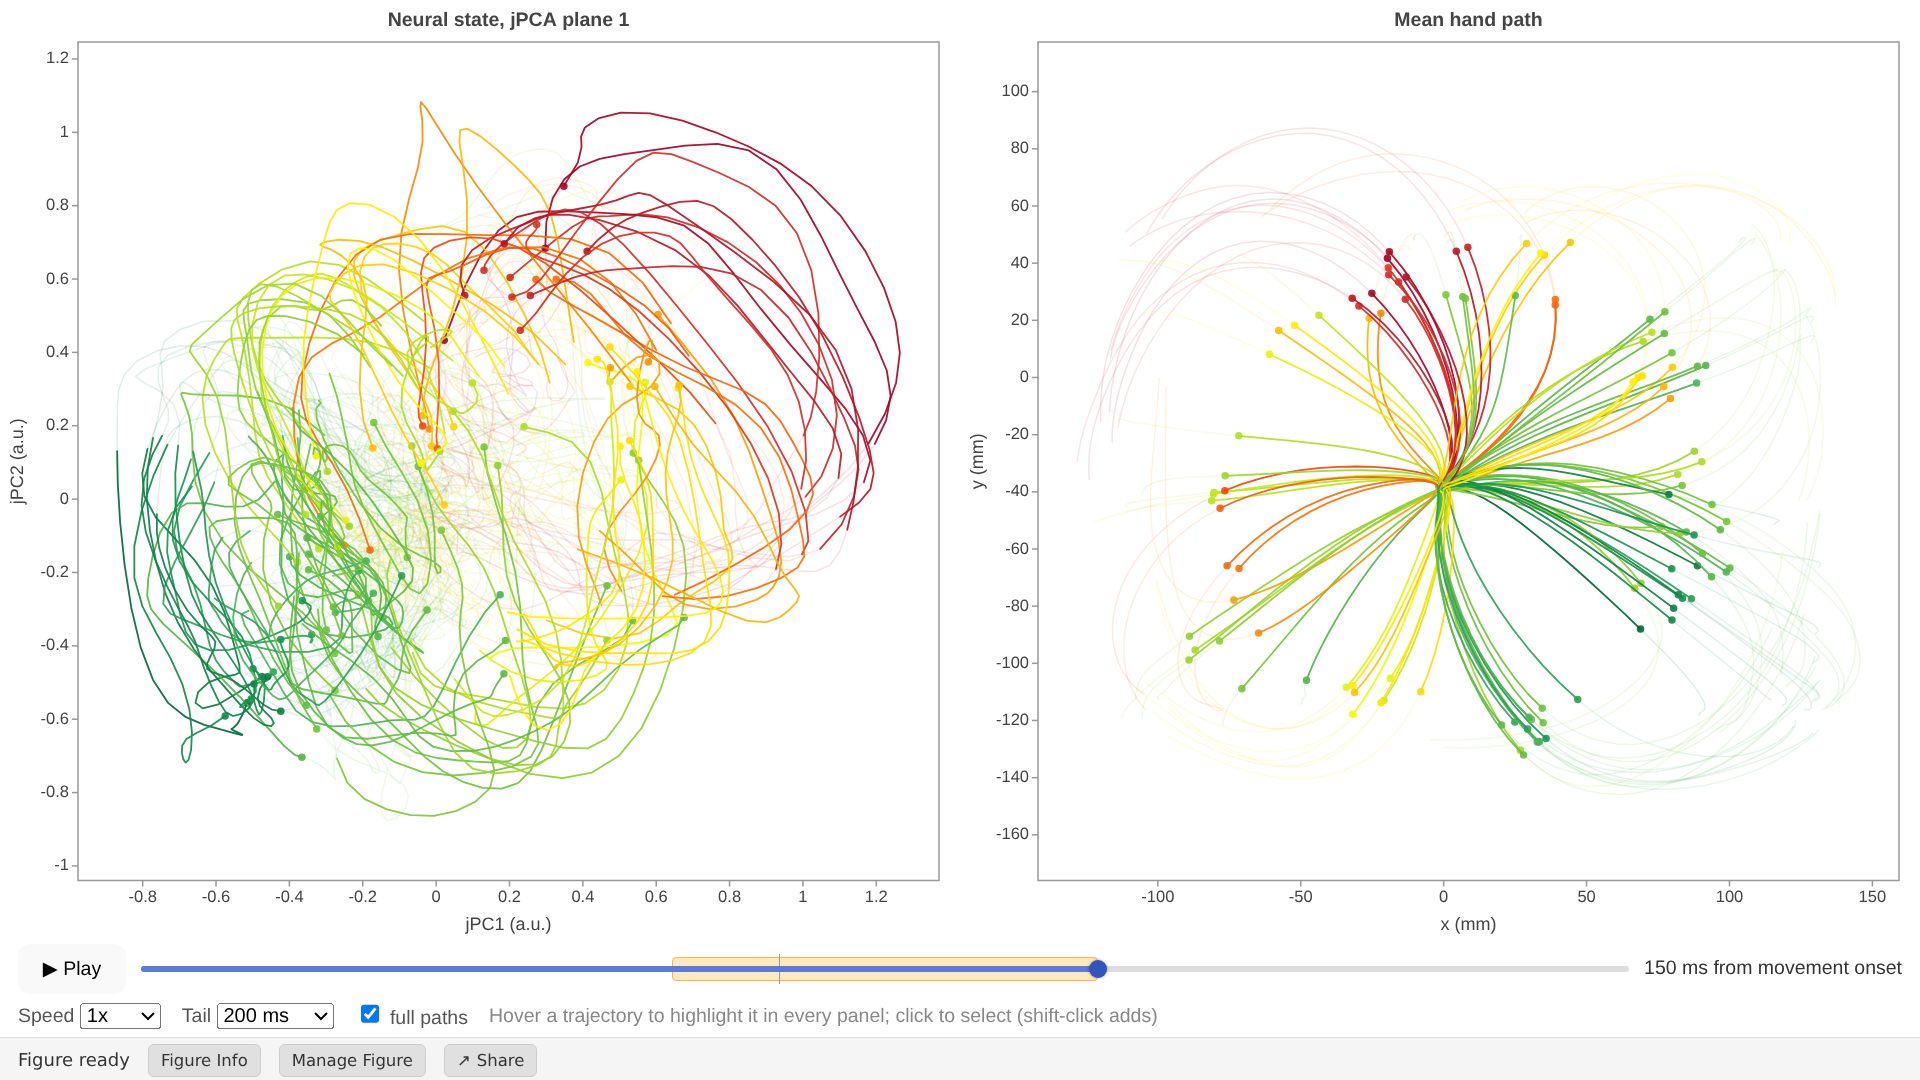 Neural state, jPCA plane 1
Mean hand path
1.2
1
0.8
0.6
0.4
0.2
0
-0.2
-0.4
-0.6
-0.8
-1
jPC2 (a.u.)
-0.8 -0.6 -0.4 -0.2 0 0.2 0.4 0.6 0.8 1 1.2
jPC1 (a.u.)
100
80
60
40
20
0
-20
-40
-60
-80
-100
-120
-140
-160
y (mm)
-100 -50 0 50 100 150
x (mm)
▶ Play
150 ms from movement onset
Speed 1x Tail 200 ms full paths Hover a trajectory to highlight it in every panel; click to select (shift-click adds)
Figure ready Figure Info Manage Figure ↗ Share